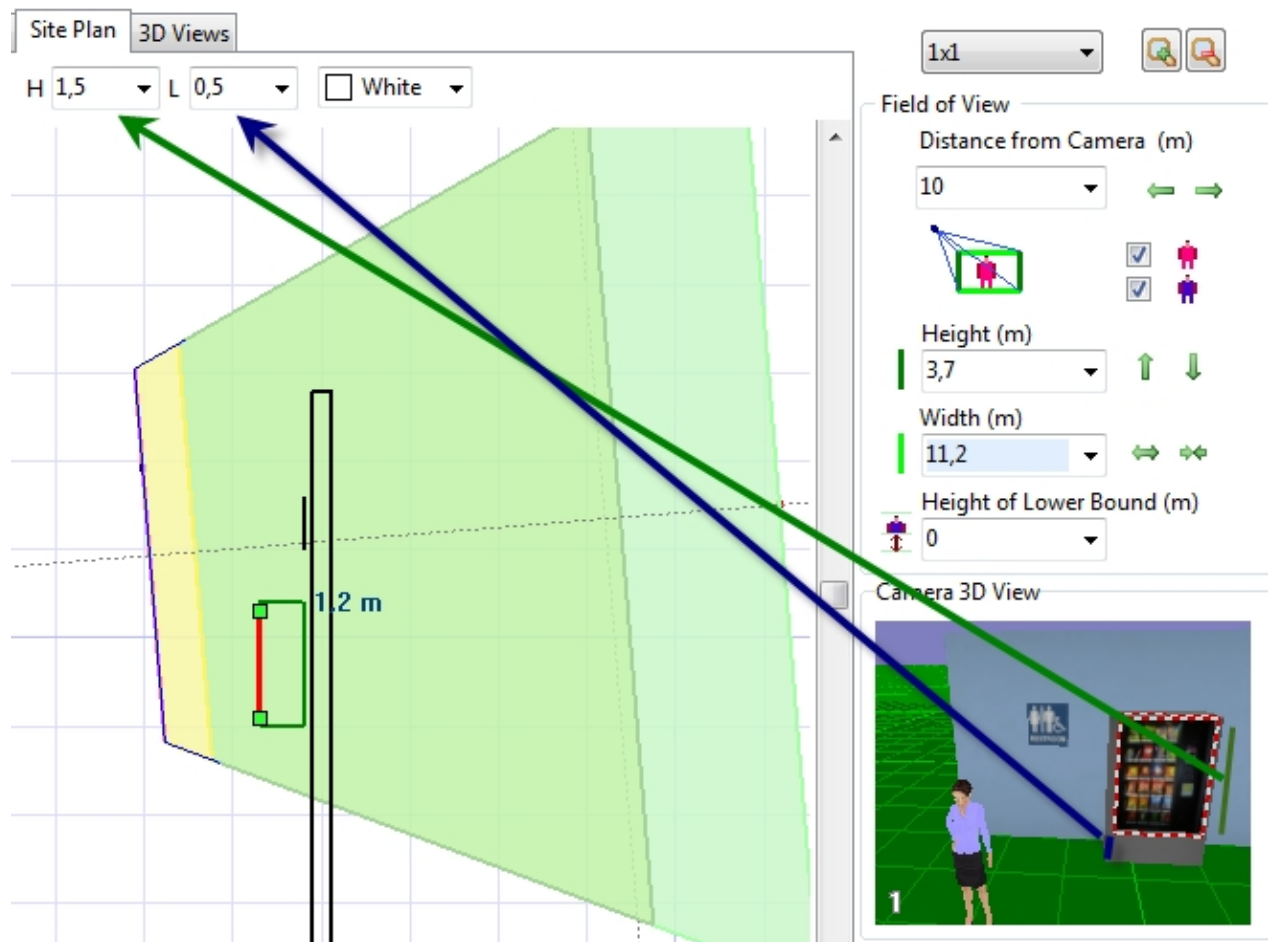 Site Plan
3D Views
H 1,5 L 0,5 White
1x1
Field of View
Distance from Camera (m)
10
Height (m)
3,7
Width (m)
11,2
Height of Lower Bound (m)
0
1.2 m
Camera 3D View
RESTROOM
1